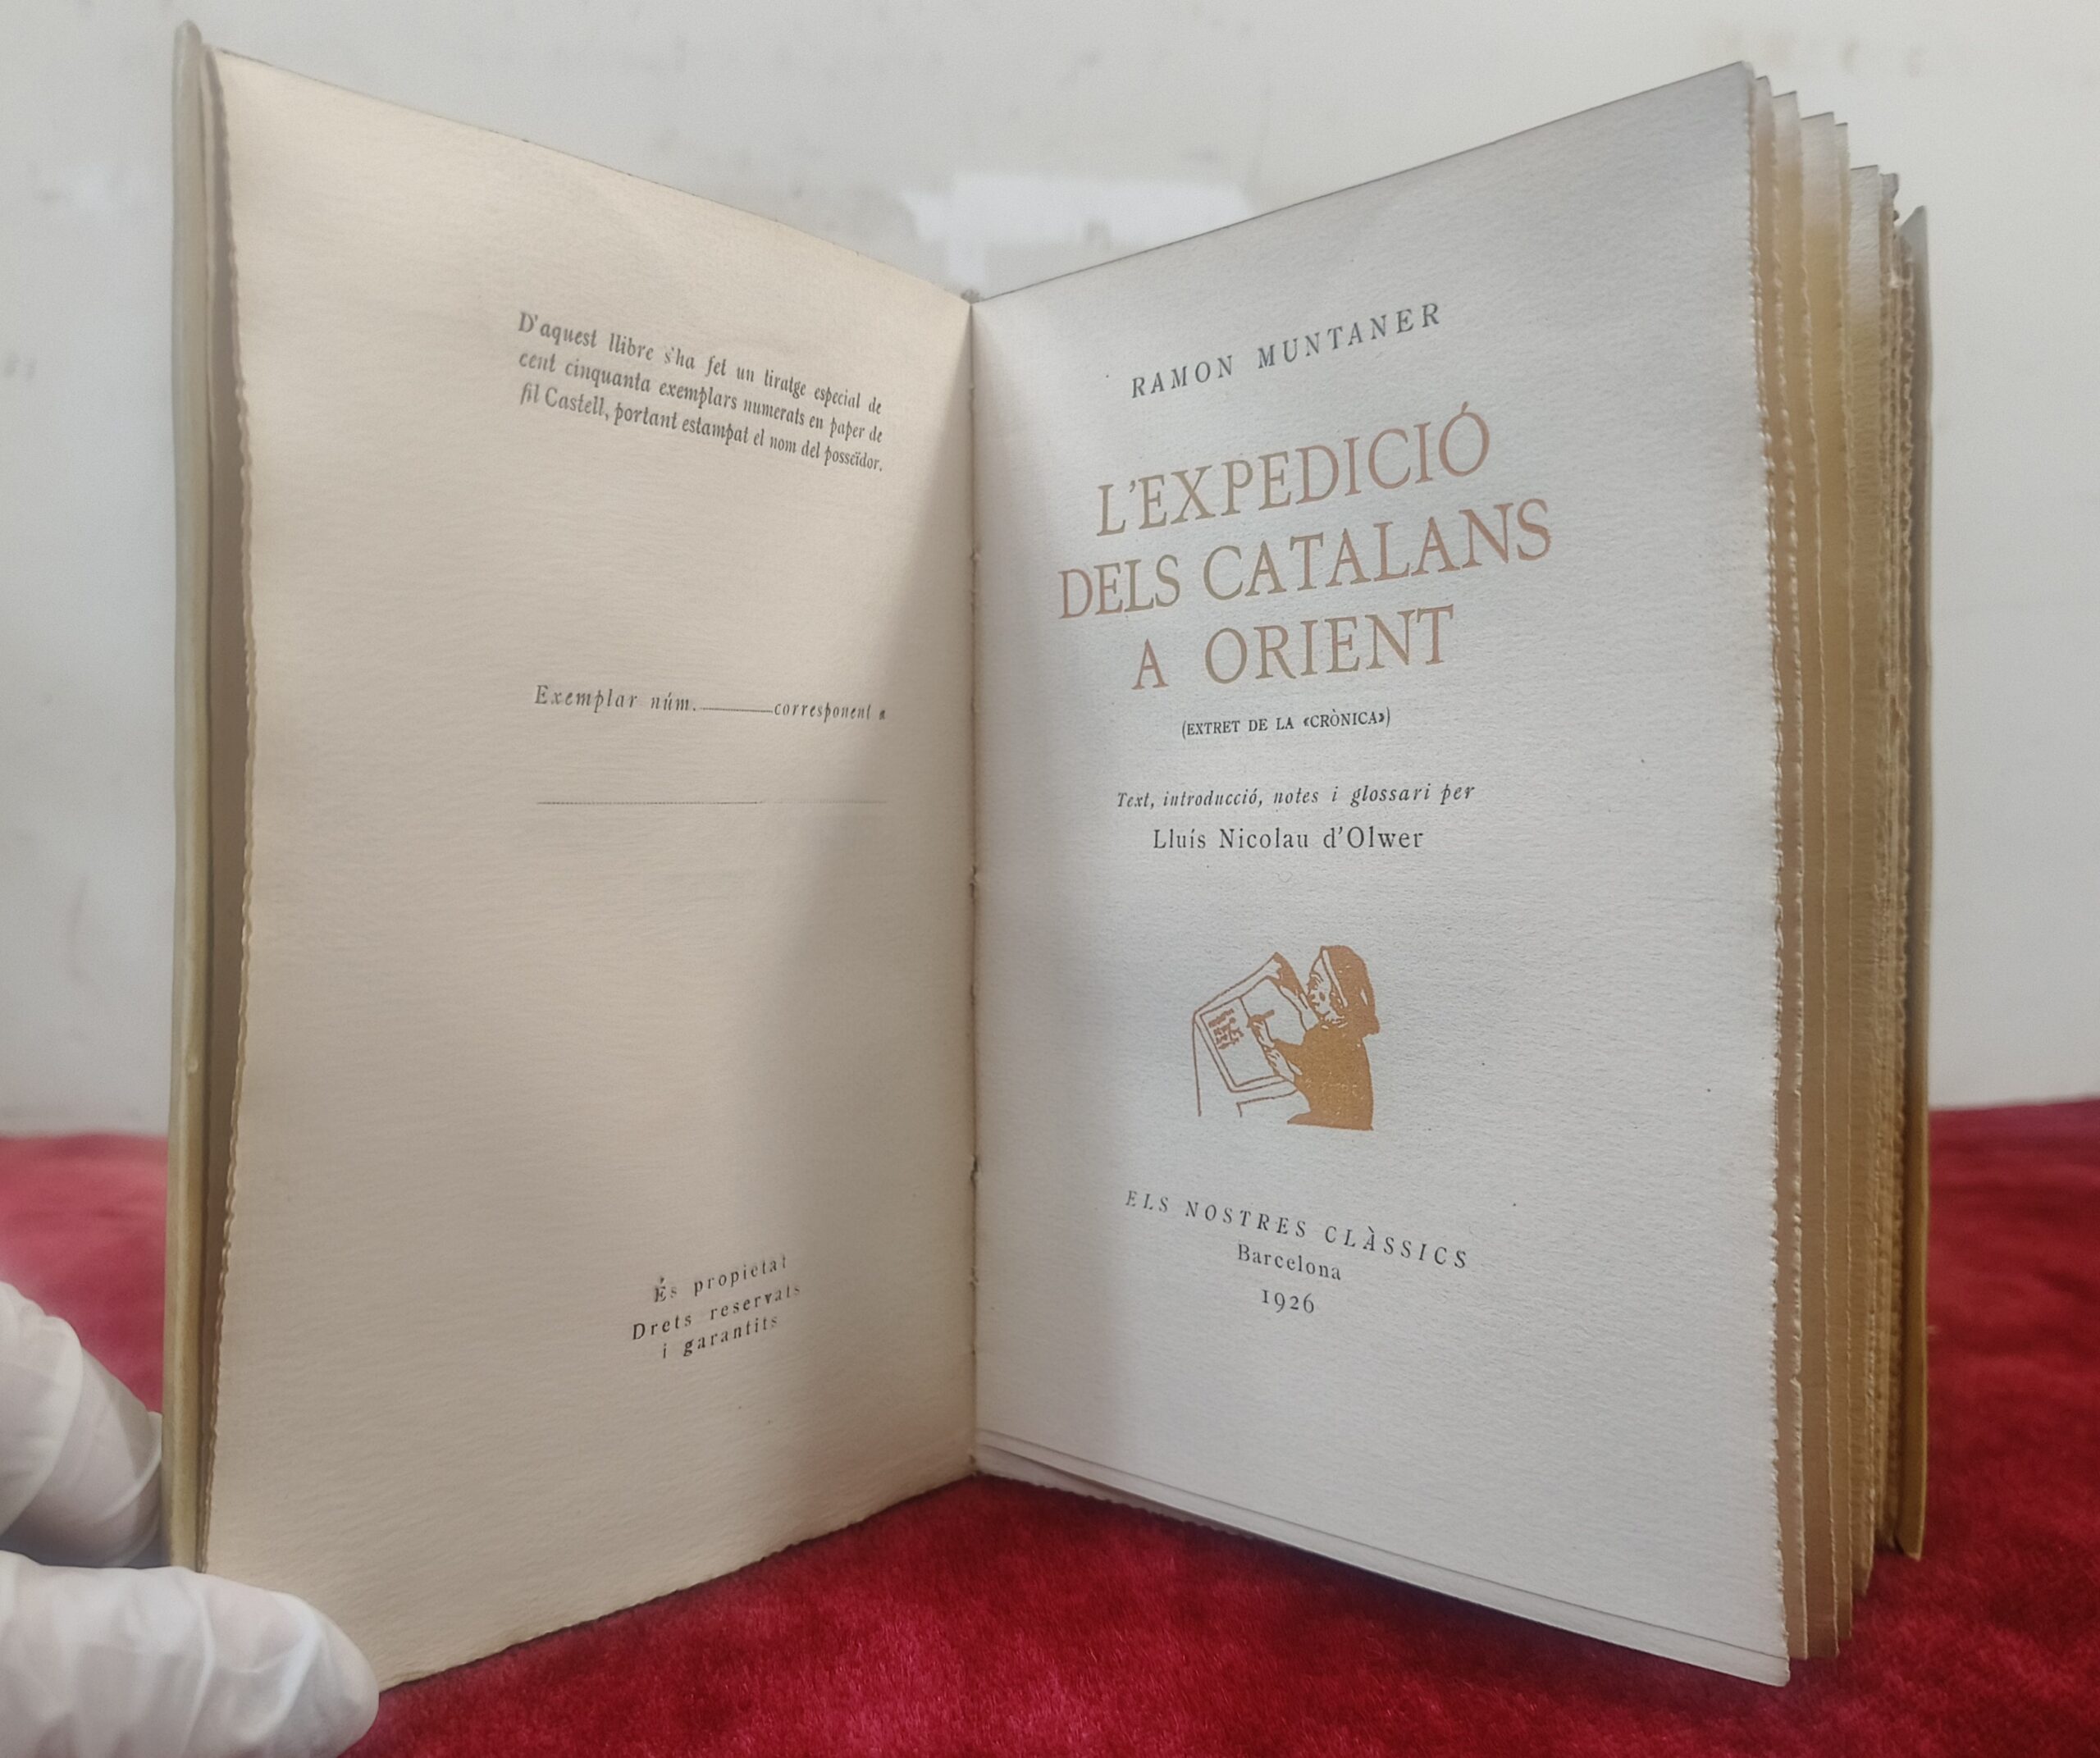 D'aquest llibre s'ha fet un tiratge especial de
cent cinquanta exemplars numerats en paper de
fil Castell, portant estampat el nom del posseïdor.
Exemplar núm. corresponent a
És propietat
Drets reservats
i garantits
RAMON MUNTANER
L'EXPEDICIÓ
DELS CATALANS
A ORIENT
(EXTRET DE LA «CRÒNICA»)
Text, introducció, notes i glossari per
Lluís Nicolau d'Olwer
ELS NOSTRES CLÀSSICS
Barcelona
1926